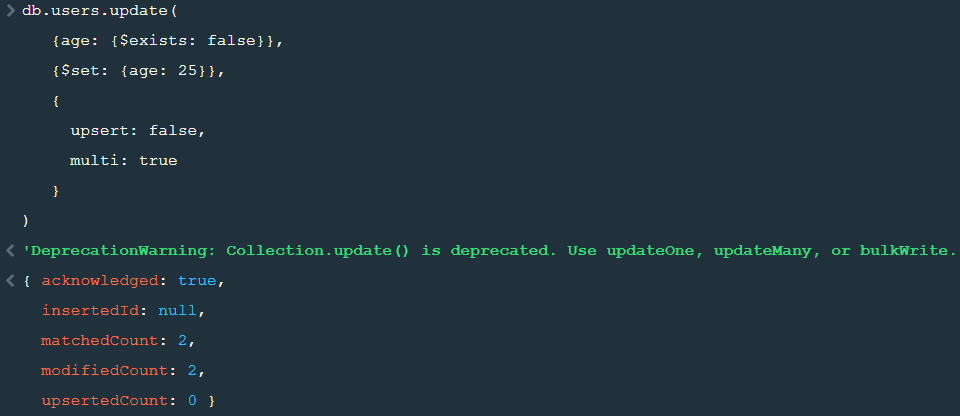 > db.users.update(
{age: {$exists: false}},
{$set: {age: 25}},
{
upsert: false,
multi: true
}
)
< 'DeprecationWarning: Collection.update() is deprecated. Use updateOne, updateMany, or bulkWrite.
< { acknowledged: true,
insertedId: null,
matchedCount: 2,
modifiedCount: 2,
upsertedCount: 0 }